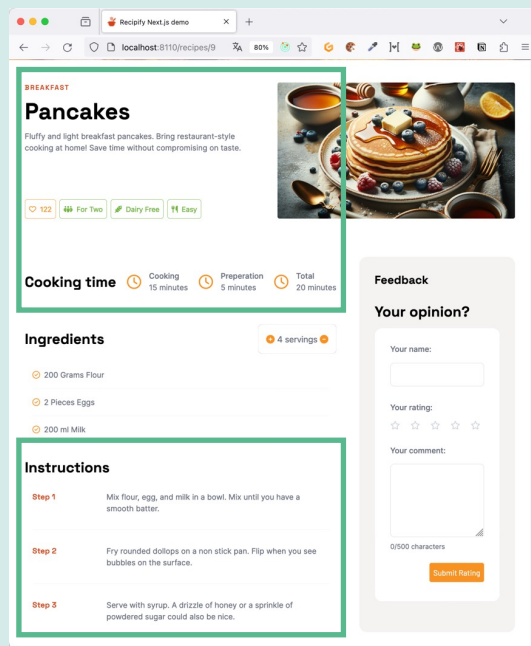 Recipify Next.js demo
localhost:8110/recipes/9
80%
BREAKFAST
Pancakes
Fluffy and light breakfast pancakes. Bring restaurant-style
cooking at home! Save time without compromising on taste.
122
For Two
Dairy Free
Easy
Cooking time
Cooking
15 minutes
Preperation
5 minutes
Total
20 minutes
Ingredients
4 servings
200 Grams Flour
2 Pieces Eggs
200 ml Milk
Instructions
Step 1
Mix flour, egg, and milk in a bowl. Mix until you have a
smooth batter.
Step 2
Fry rounded dollops on a non stick pan. Flip when you see
bubbles on the surface.
Step 3
Serve with syrup. A drizzle of honey or a sprinkle of
powdered sugar could also be nice.
Feedback
Your opinion?
Your name:
Your rating:
Your comment:
0/500 characters
Submit Rating